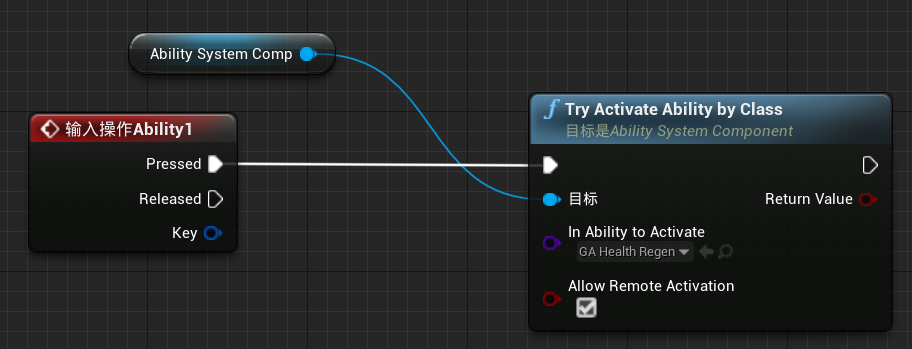 Ability System Comp
输入操作Ability1
Pressed
Released
Key
f Try Activate Ability by Class
目标是Ability System Component
目标
Return Value
In Ability to Activate
GA Health Regen
Allow Remote Activation